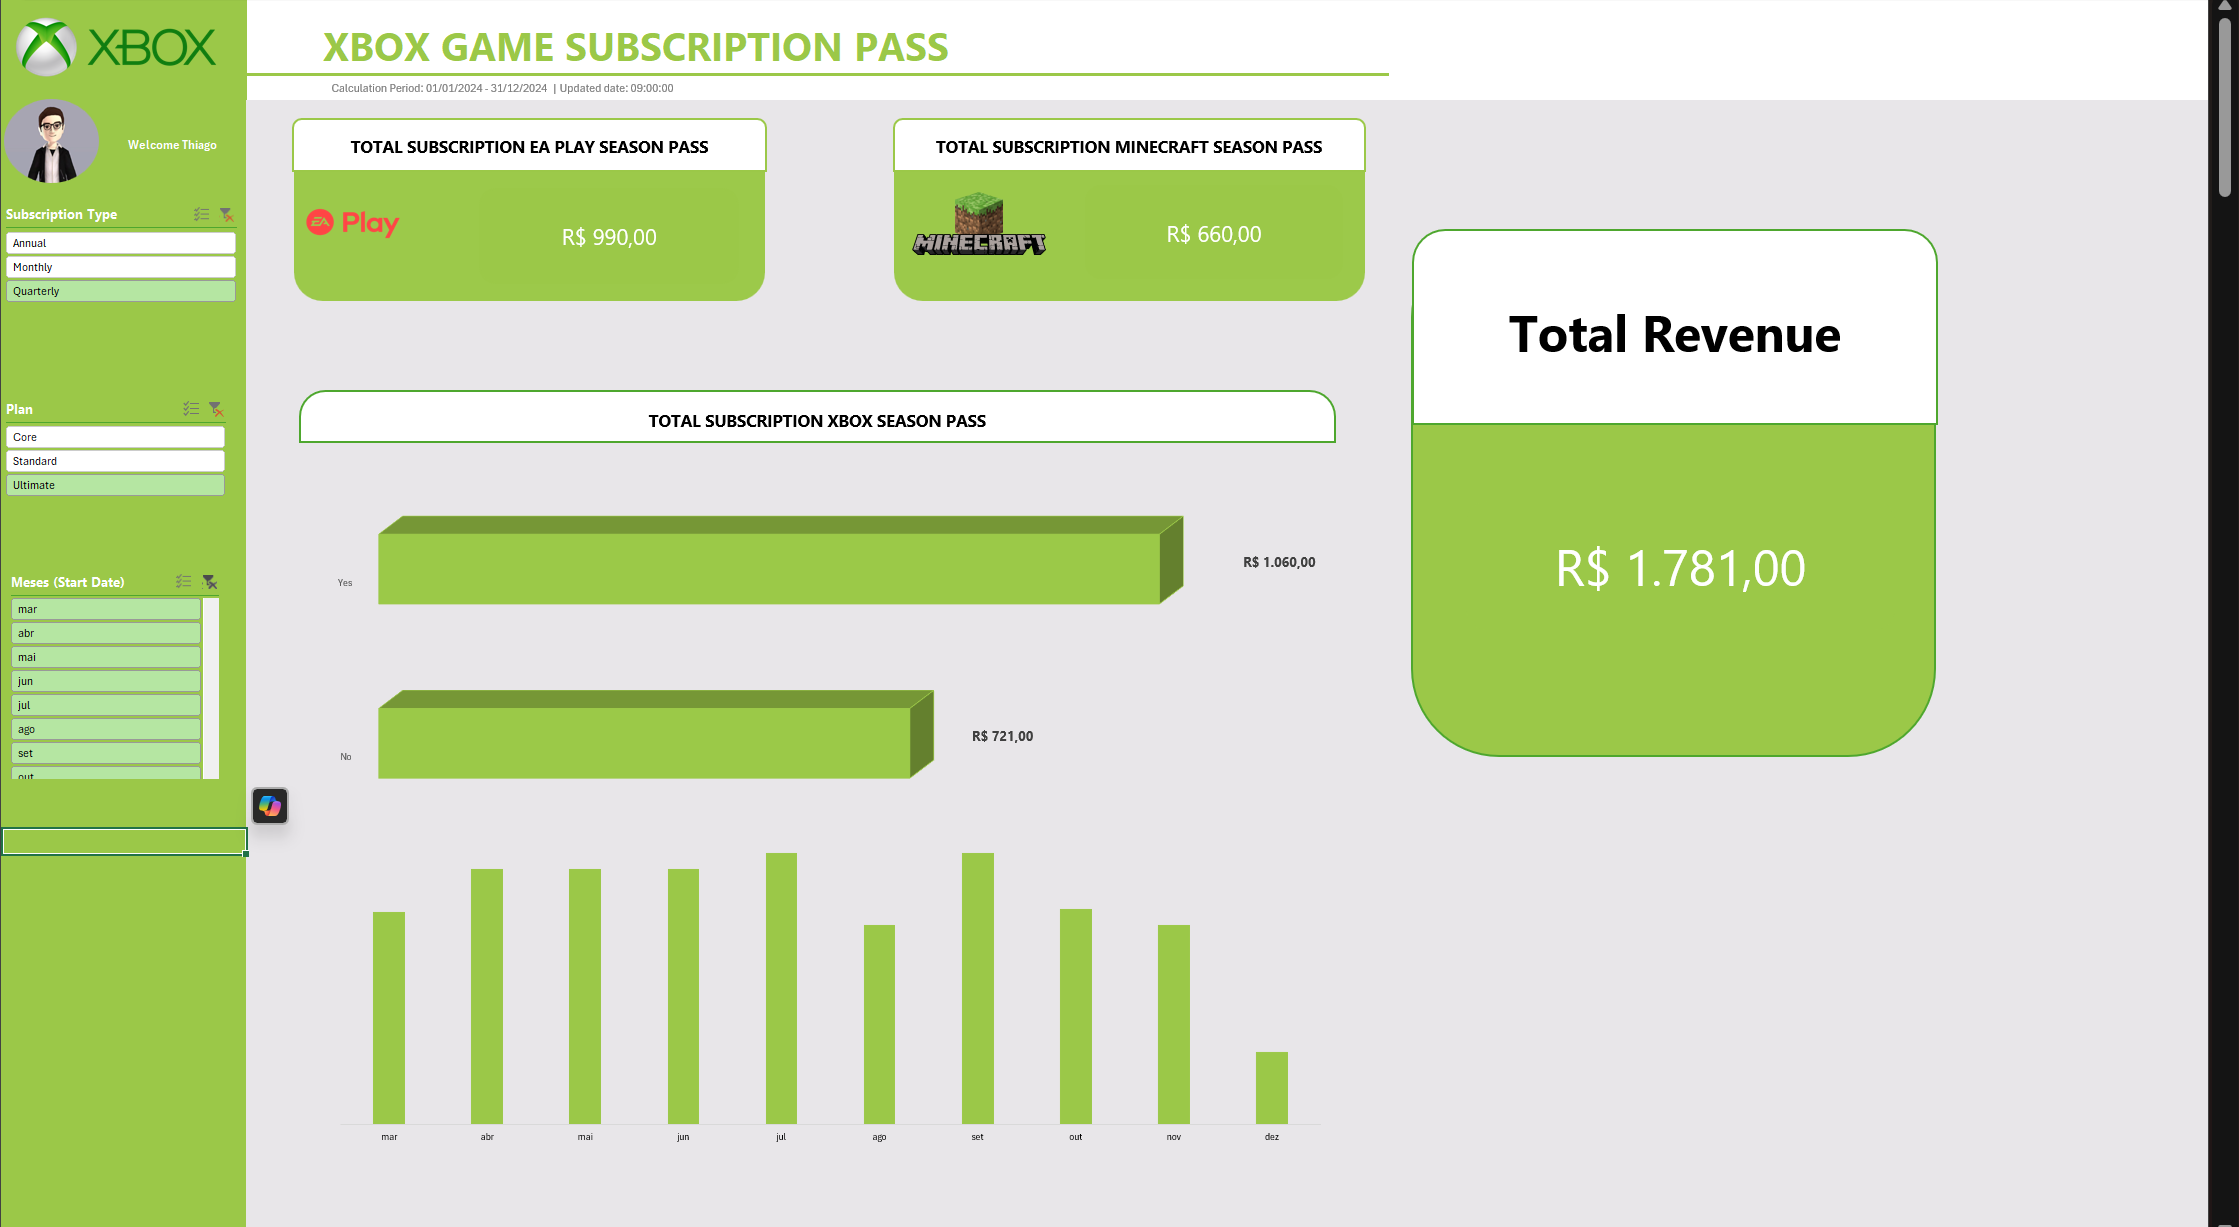 XBOX
XBOX GAME SUBSCRIPTION PASS
Calculation Period: 01/01/2024 - 31/12/2024 | Updated date: 09:00:00
Welcome Thiago
Subscription Type
Annual
Monthly
Quarterly
Plan
Core
Standard
Ultimate
Meses (Start Date)
mar
abr
mai
jun
jul
ago
set
out
TOTAL SUBSCRIPTION EA PLAY SEASON PASS
EA Play
R$ 990,00
TOTAL SUBSCRIPTION MINECRAFT SEASON PASS
MINECRAFT
R$ 660,00
Total Revenue
R$ 1.781,00
TOTAL SUBSCRIPTION XBOX SEASON PASS
Yes
R$ 1.060,00
No
R$ 721,00
mar abr mai jun jul ago set out nov dez